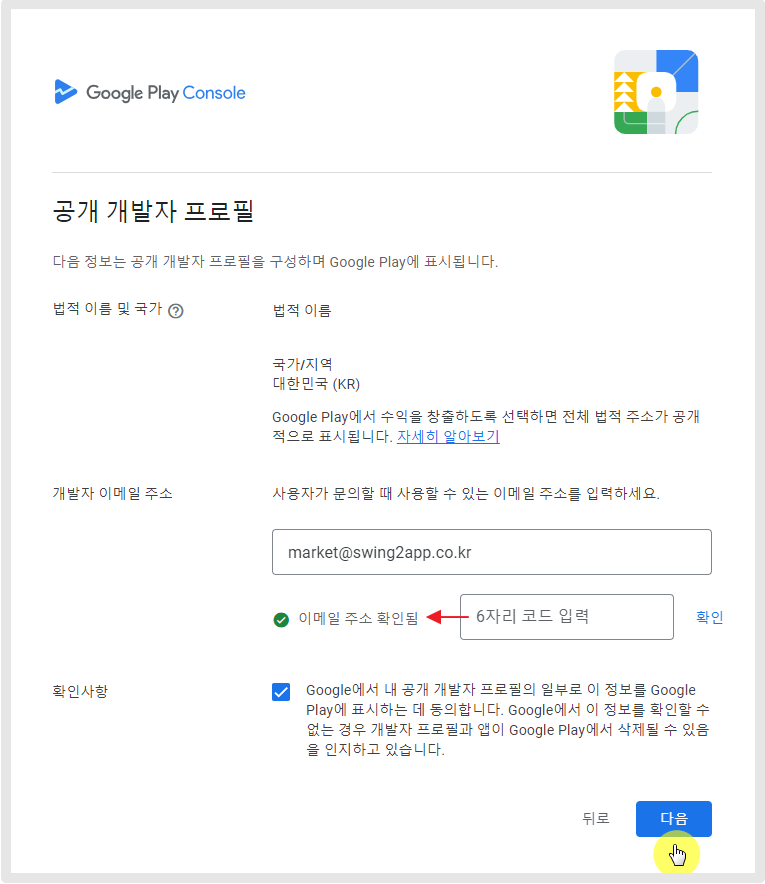 Google Play Console
공개 개발자 프로필
다음 정보는 공개 개발자 프로필을 구성하며 Google Play에 표시됩니다.
법적 이름 및 국가 ?
법적 이름
국가/지역
대한민국 (KR)
Google Play에서 수익을 창출하도록 선택하면 전체 법적 주소가 공개
적으로 표시됩니다. 자세히 알아보기
개발자 이메일 주소
사용자가 문의할 때 사용할 수 있는 이메일 주소를 입력하세요.
market@swing2app.co.kr
이메일 주소 확인됨
6자리 코드 입력
확인
확인사항
Google에서 내 공개 개발자 프로필의 일부로 이 정보를 Google
Play에 표시하는 데 동의합니다. Google에서 이 정보를 확인할 수
없는 경우 개발자 프로필과 앱이 Google Play에서 삭제될 수 있음
을 인지하고 있습니다.
뒤로
다음